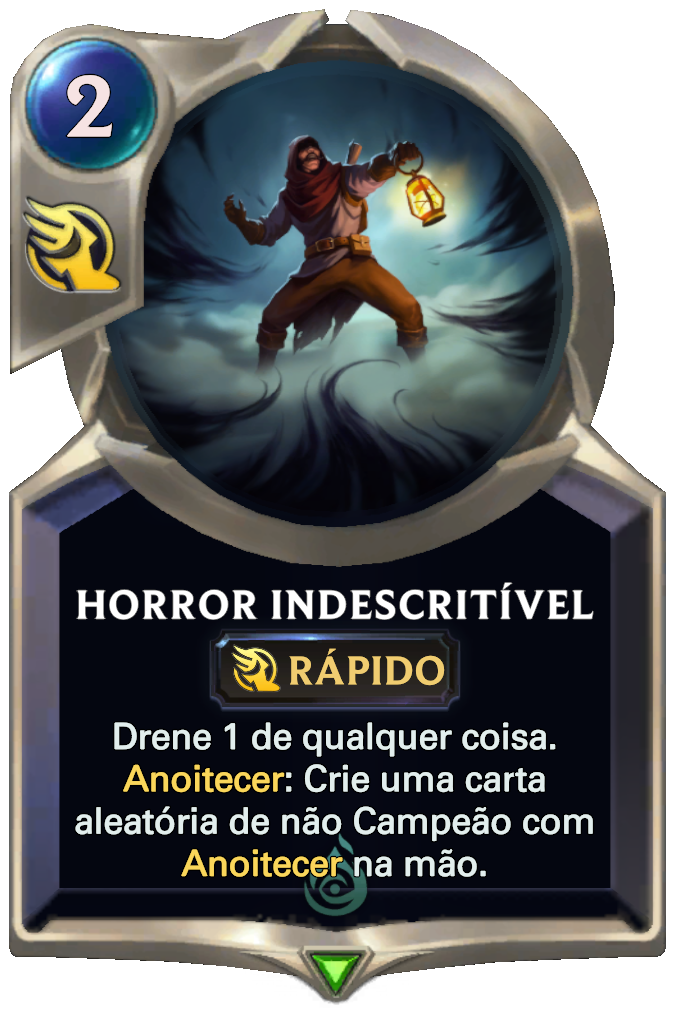 2
HORROR INDESCRITÍVEL
RÁPIDO
Drene 1 de qualquer coisa.
Anoitecer: Crie uma carta
aleatória de não Campeão com
Anoitecer na mão.